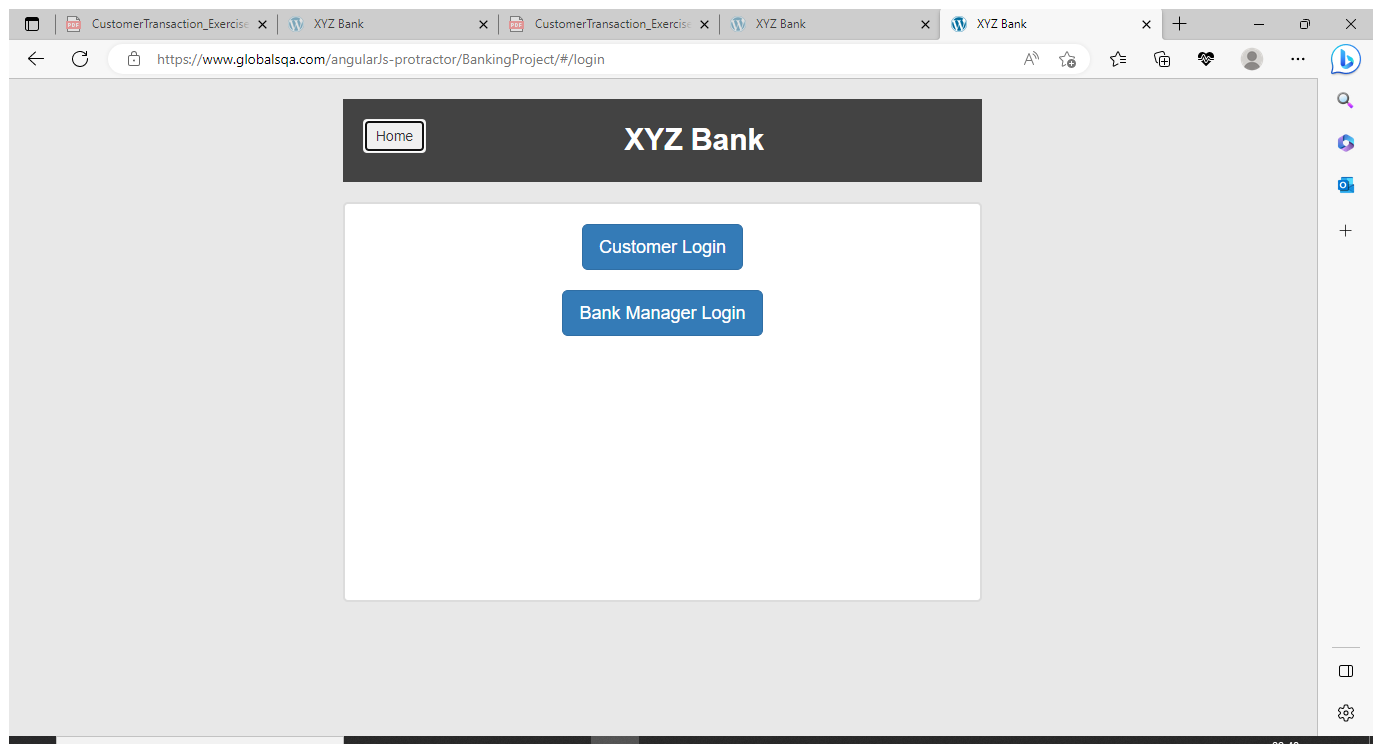 CustomerTransaction_Exercise
XYZ Bank
CustomerTransaction_Exercise
XYZ Bank
XYZ Bank
https://www.globalsqa.com/angularJs-protractor/BankingProject/#/login
Home
XYZ Bank
Customer Login
Bank Manager Login